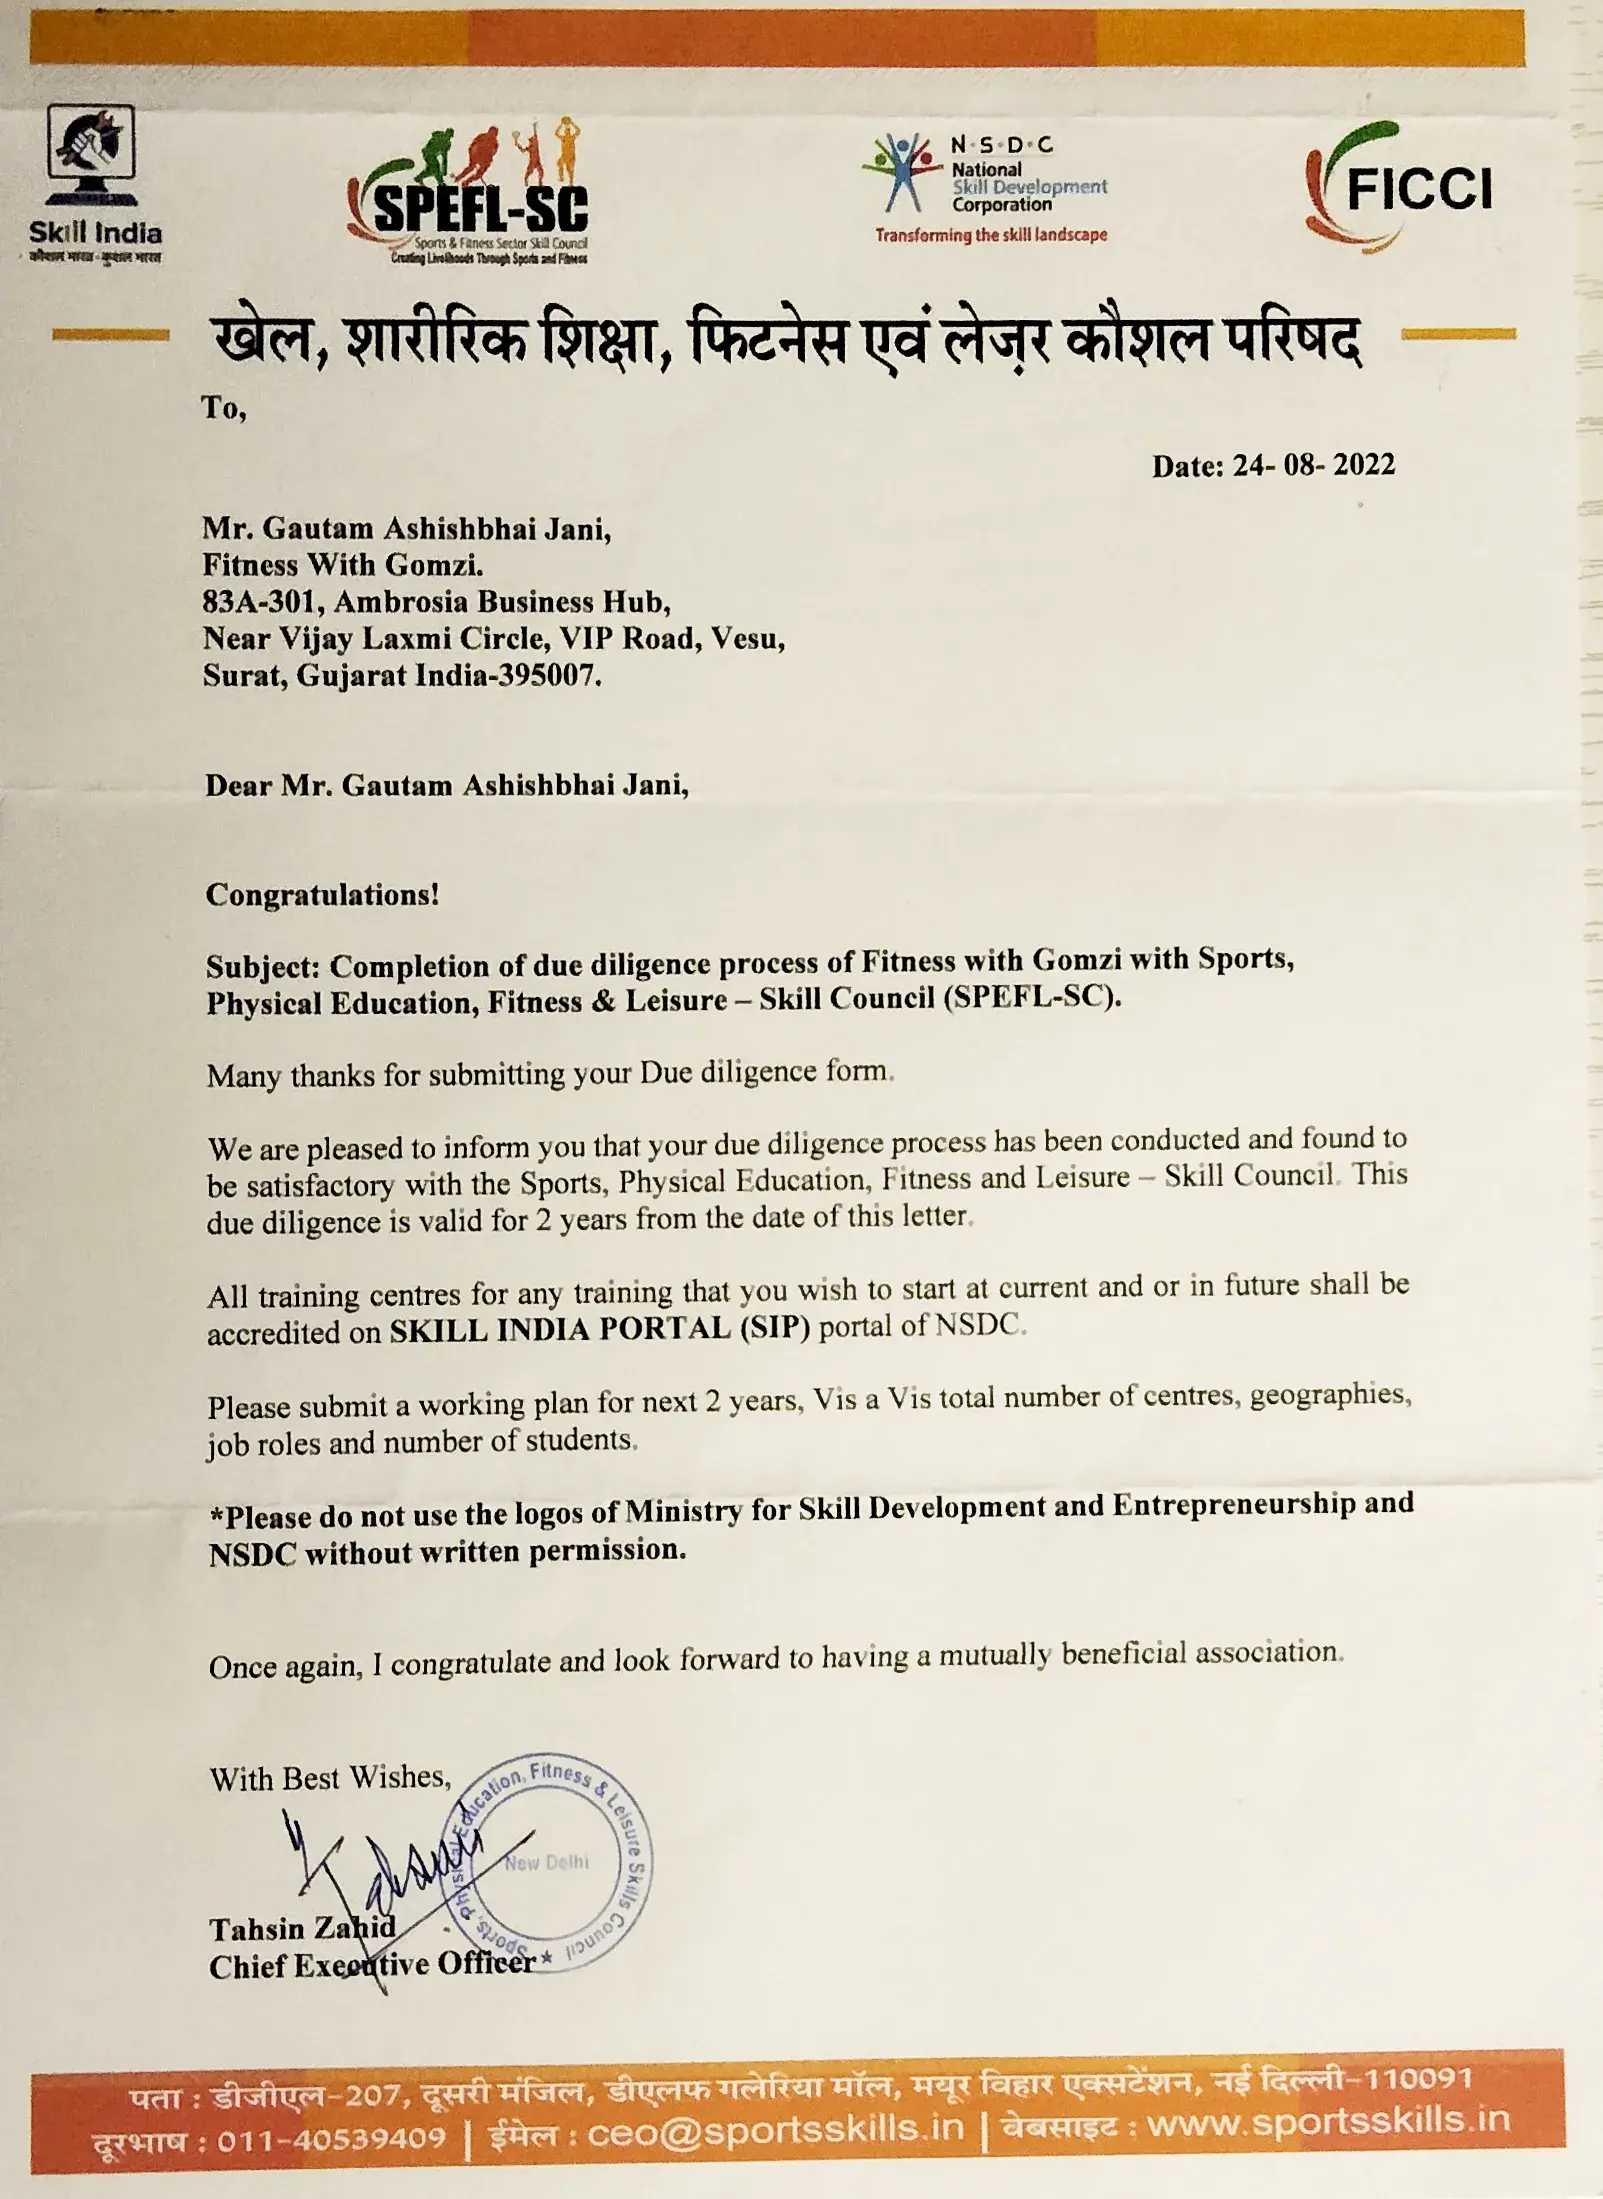 Skill India
कौशल भारत - कुशल भारत
SPEFL-SC
Sports & Fitness Sector Skill Council
Creating Livelihoods Through Sports and Fitness
N·S·D·C
National
Skill Development
Corporation
Transforming the skill landscape
FICCI
खेल, शारीरिक शिक्षा, फिटनेस एवं लेज़र कौशल परिषद
To,
Date: 24- 08- 2022
Mr. Gautam Ashishbhai Jani,
Fitness With Gomzi.
83A-301, Ambrosia Business Hub,
Near Vijay Laxmi Circle, VIP Road, Vesu,
Surat, Gujarat India-395007.
Dear Mr. Gautam Ashishbhai Jani,
Congratulations!
Subject: Completion of due diligence process of Fitness with Gomzi with Sports,
Physical Education, Fitness & Leisure – Skill Council (SPEFL-SC).
Many thanks for submitting your Due diligence form.
We are pleased to inform you that your due diligence process has been conducted and found to
be satisfactory with the Sports, Physical Education, Fitness and Leisure – Skill Council. This
due diligence is valid for 2 years from the date of this letter.
All training centres for any training that you wish to start at current and or in future shall be
accredited on SKILL INDIA PORTAL (SIP) portal of NSDC.
Please submit a working plan for next 2 years, Vis a Vis total number of centres, geographies,
job roles and number of students.
*Please do not use the logos of Ministry for Skill Development and Entrepreneurship and
NSDC without written permission.
Once again, I congratulate and look forward to having a mutually beneficial association.
With Best Wishes,
Tahsin
Sports, Physical Education, Fitness & Leisure Skills Council ★
New Delhi
Tahsin Zahid
Chief Executive Officer
पता : डीजीएल-207, दूसरी मंजिल, डीएलफ गलेरिया मॉल, मयूर विहार एक्सटेंशन, नई दिल्ली-110091
दूरभाष : 011-40539409 | ईमेल : ceo@sportsskills.in | वेबसाइट : www.sportsskills.in